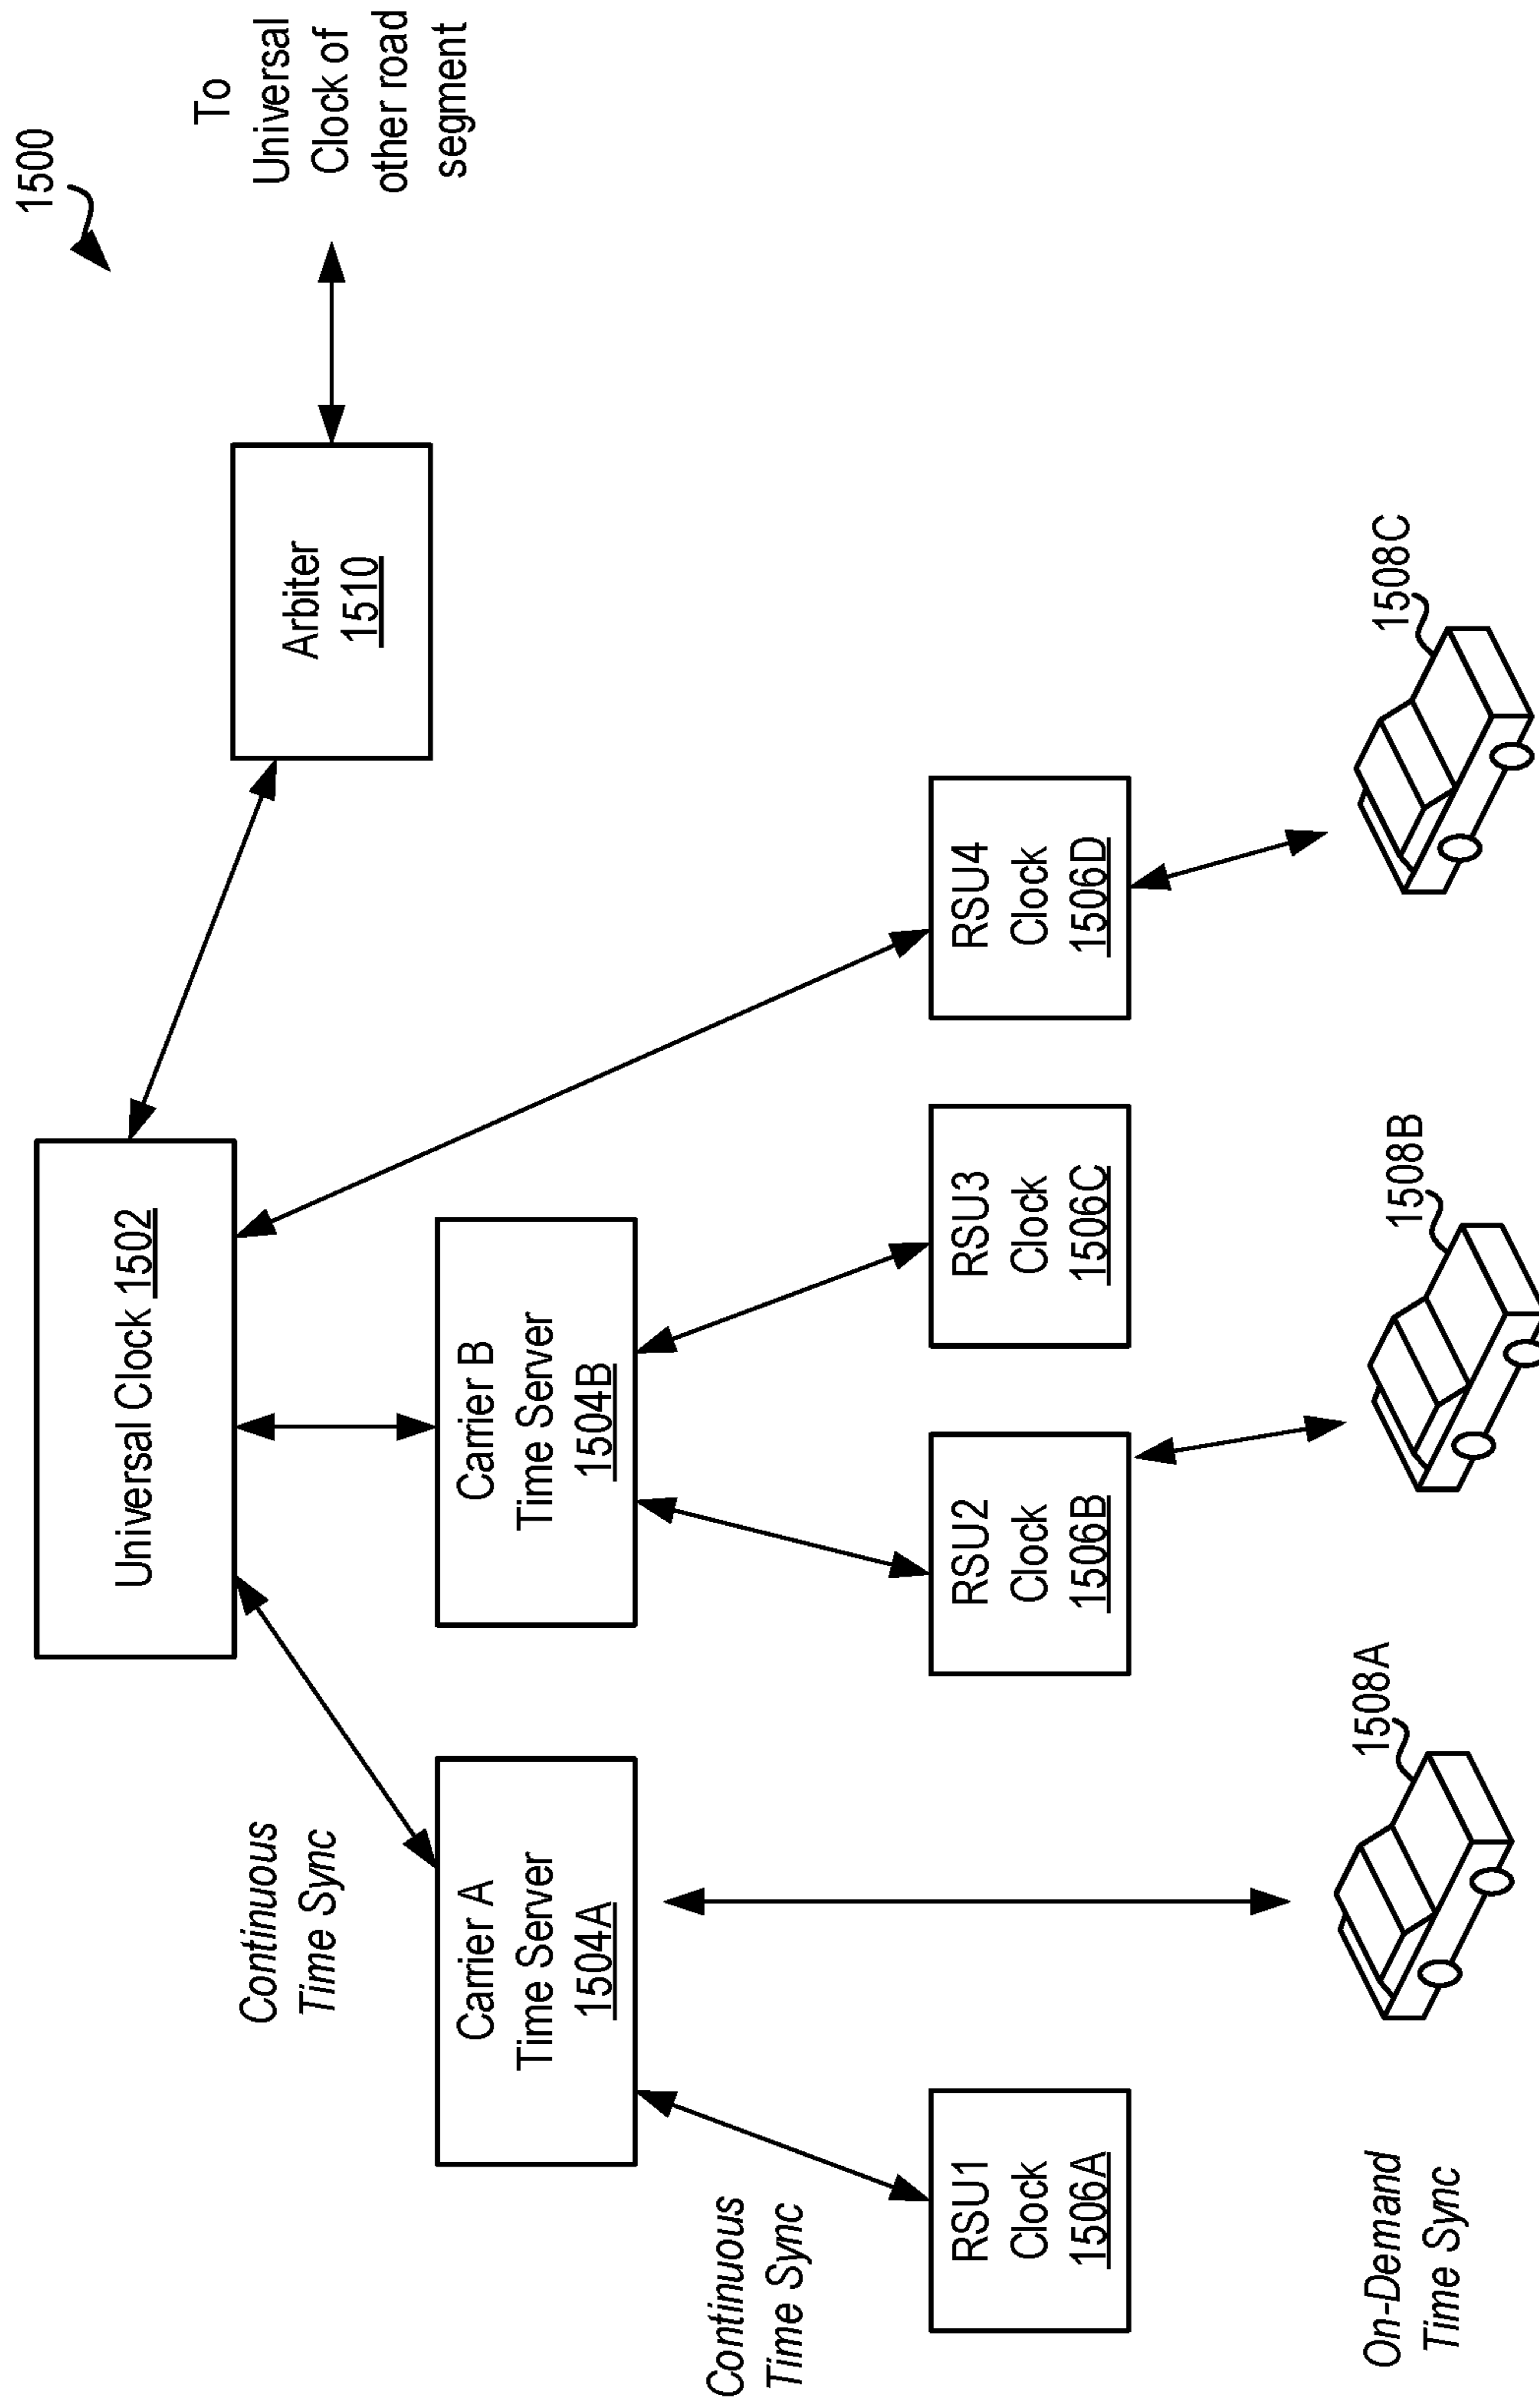 1500
To
Universal
Clock of
other road
segment
Universal Clock 1502
Arbiter
1510
Continuous
Time Sync
Carrier A
Time Server
1504A
Carrier B
Time Server
1504B
Continuous
Time Sync
RSU1
Clock
1506A
RSU2
Clock
1506B
RSU3
Clock
1506C
RSU4
Clock
1506D
On-Demand
Time Sync
1508A
1508B
1508C